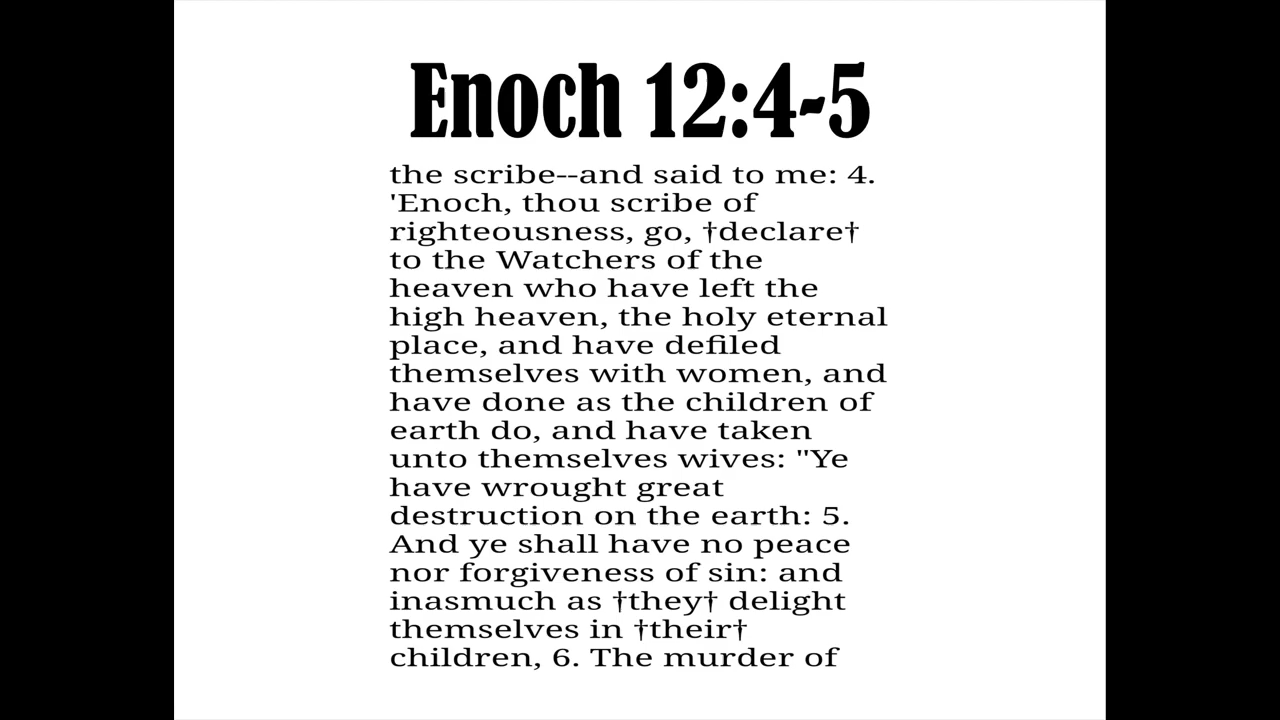 Enoch 12:4-5
the scribe--and said to me: 4.
'Enoch, thou scribe of
righteousness, go, †declare†
to the Watchers of the
heaven who have left the
high heaven, the holy eternal
place, and have defiled
themselves with women, and
have done as the children of
earth do, and have taken
unto themselves wives: "Ye
have wrought great
destruction on the earth: 5.
And ye shall have no peace
nor forgiveness of sin: and
inasmuch as †they† delight
themselves in †their†
children, 6. The murder of